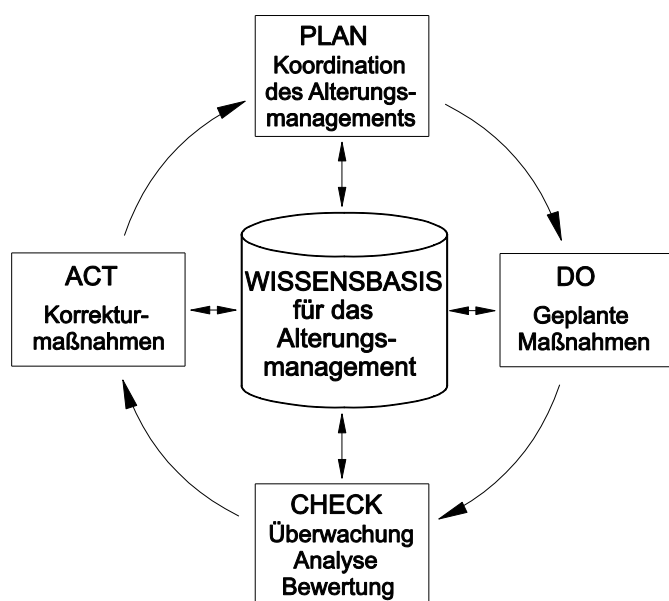 PLAN
Koordination
des Alterungs-
managements
ACT
Korrektur-
maßnahmen
WISSENSBASIS
für das
Alterungs-
management
DO
Geplante
Maßnahmen
CHECK
Überwachung
Analyse
Bewertung